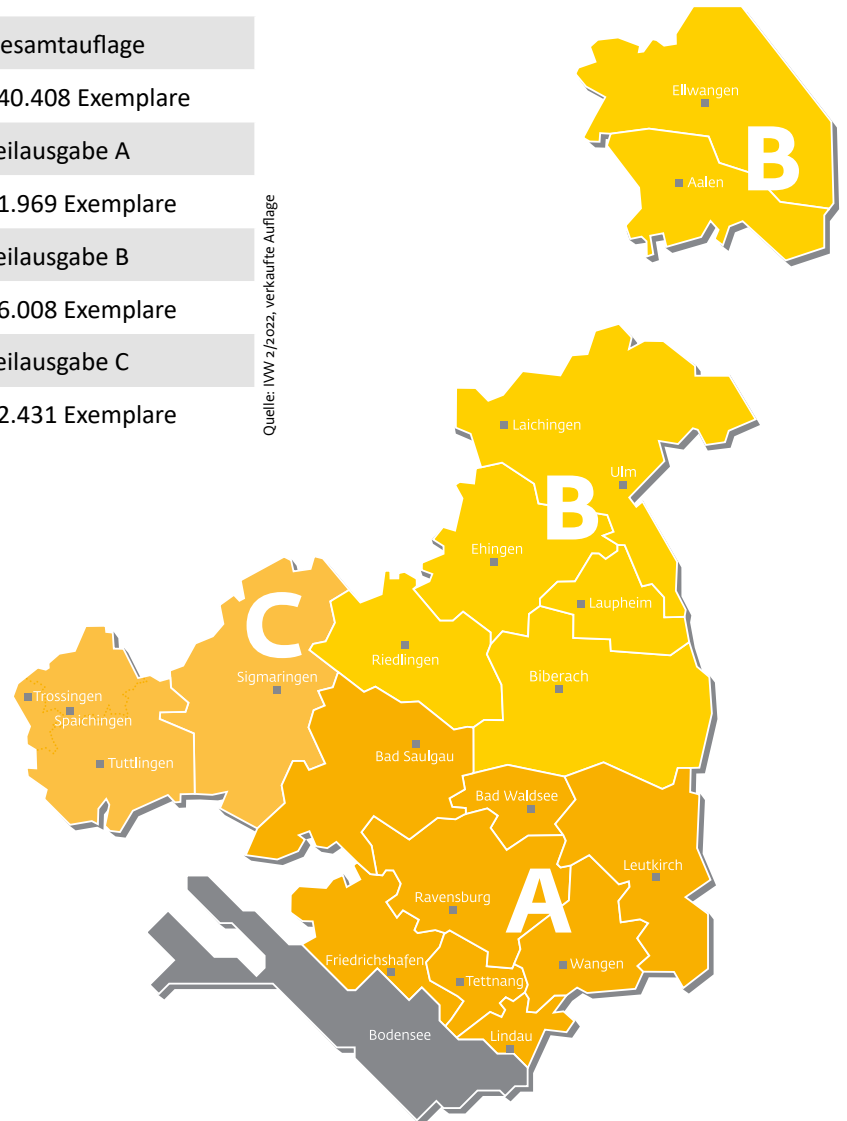 esamtauflage
40.408 Exemplare
eilausgabe A
1.969 Exemplare
eilausgabe B
6.008 Exemplare
eilausgabe C
2.431 Exemplare
Quelle: IVW 2/2022, verkaufte Auflage
Ellwangen
B
Aalen
Laichingen
Ulm
B
Ehingen
Laupheim
C
Riedlingen
Sigmaringen
Biberach
Trossingen
Spaichingen
Bad Saulgau
Tuttlingen
Bad Waldsee
Leutkirch
A
Ravensburg
Friedrichshafen
Wangen
Tettnang
Bodensee
Lindau